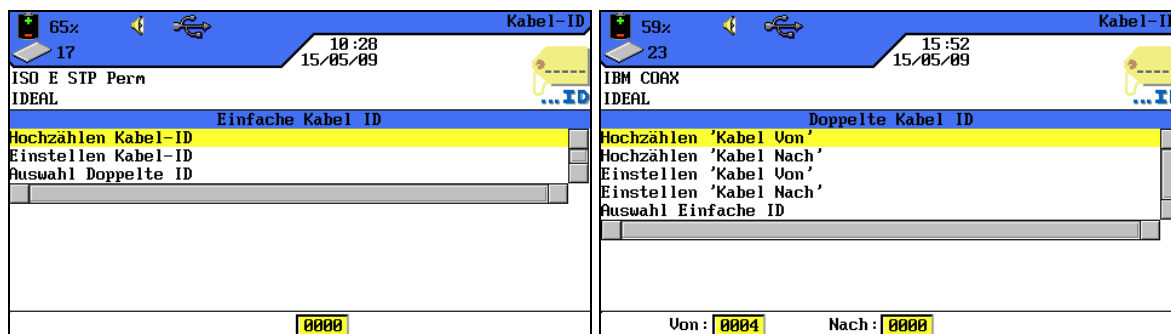 65% Kabel-ID
17 10:28
15/05/09
ISO E STP Perm
IDEAL ...ID
Einfache Kabel ID
Hochzählen Kabel-ID
Einstellen Kabel-ID
Auswahl Doppelte ID
0000
59% Kabel-I
23 15:52
15/05/09
IBM COAX
IDEAL ...I
Doppelte Kabel ID
Hochzählen 'Kabel Von'
Hochzählen 'Kabel Nach'
Einstellen 'Kabel Von'
Einstellen 'Kabel Nach'
Auswahl Einfache ID
Von: 0004 Nach: 0000